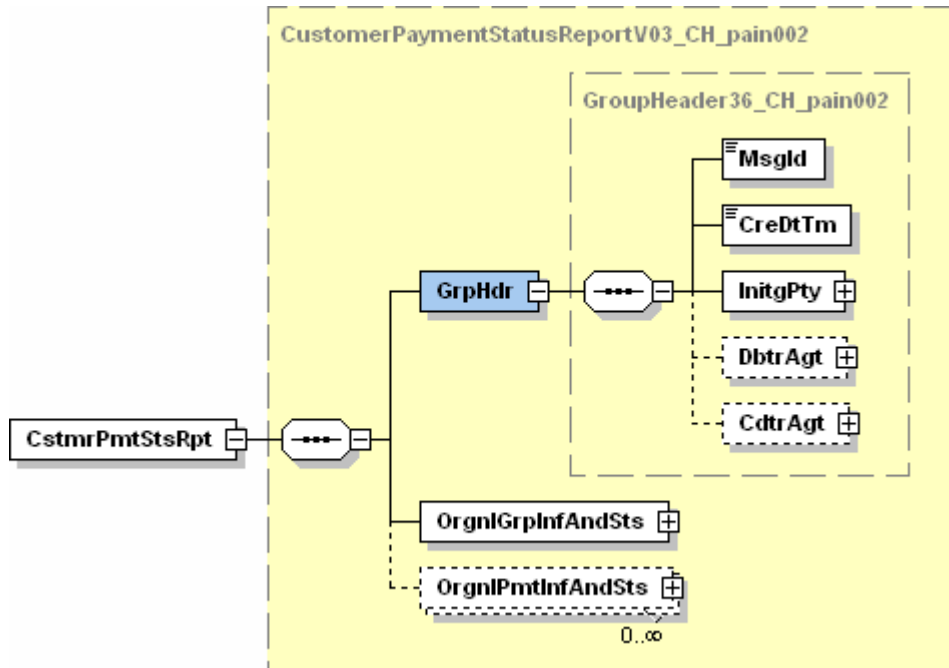 CustomerPaymentStatusReportV03_CH_pain002
GroupHeader36_CH_pain002
MsgId
CreDtTm
GrpHdr
InitgPty
DbtrAgt
CdtrAgt
CstmrPmtStsRpt
OrgnlGrpInfAndSts
OrgnlPmtInfAndSts
0..∞